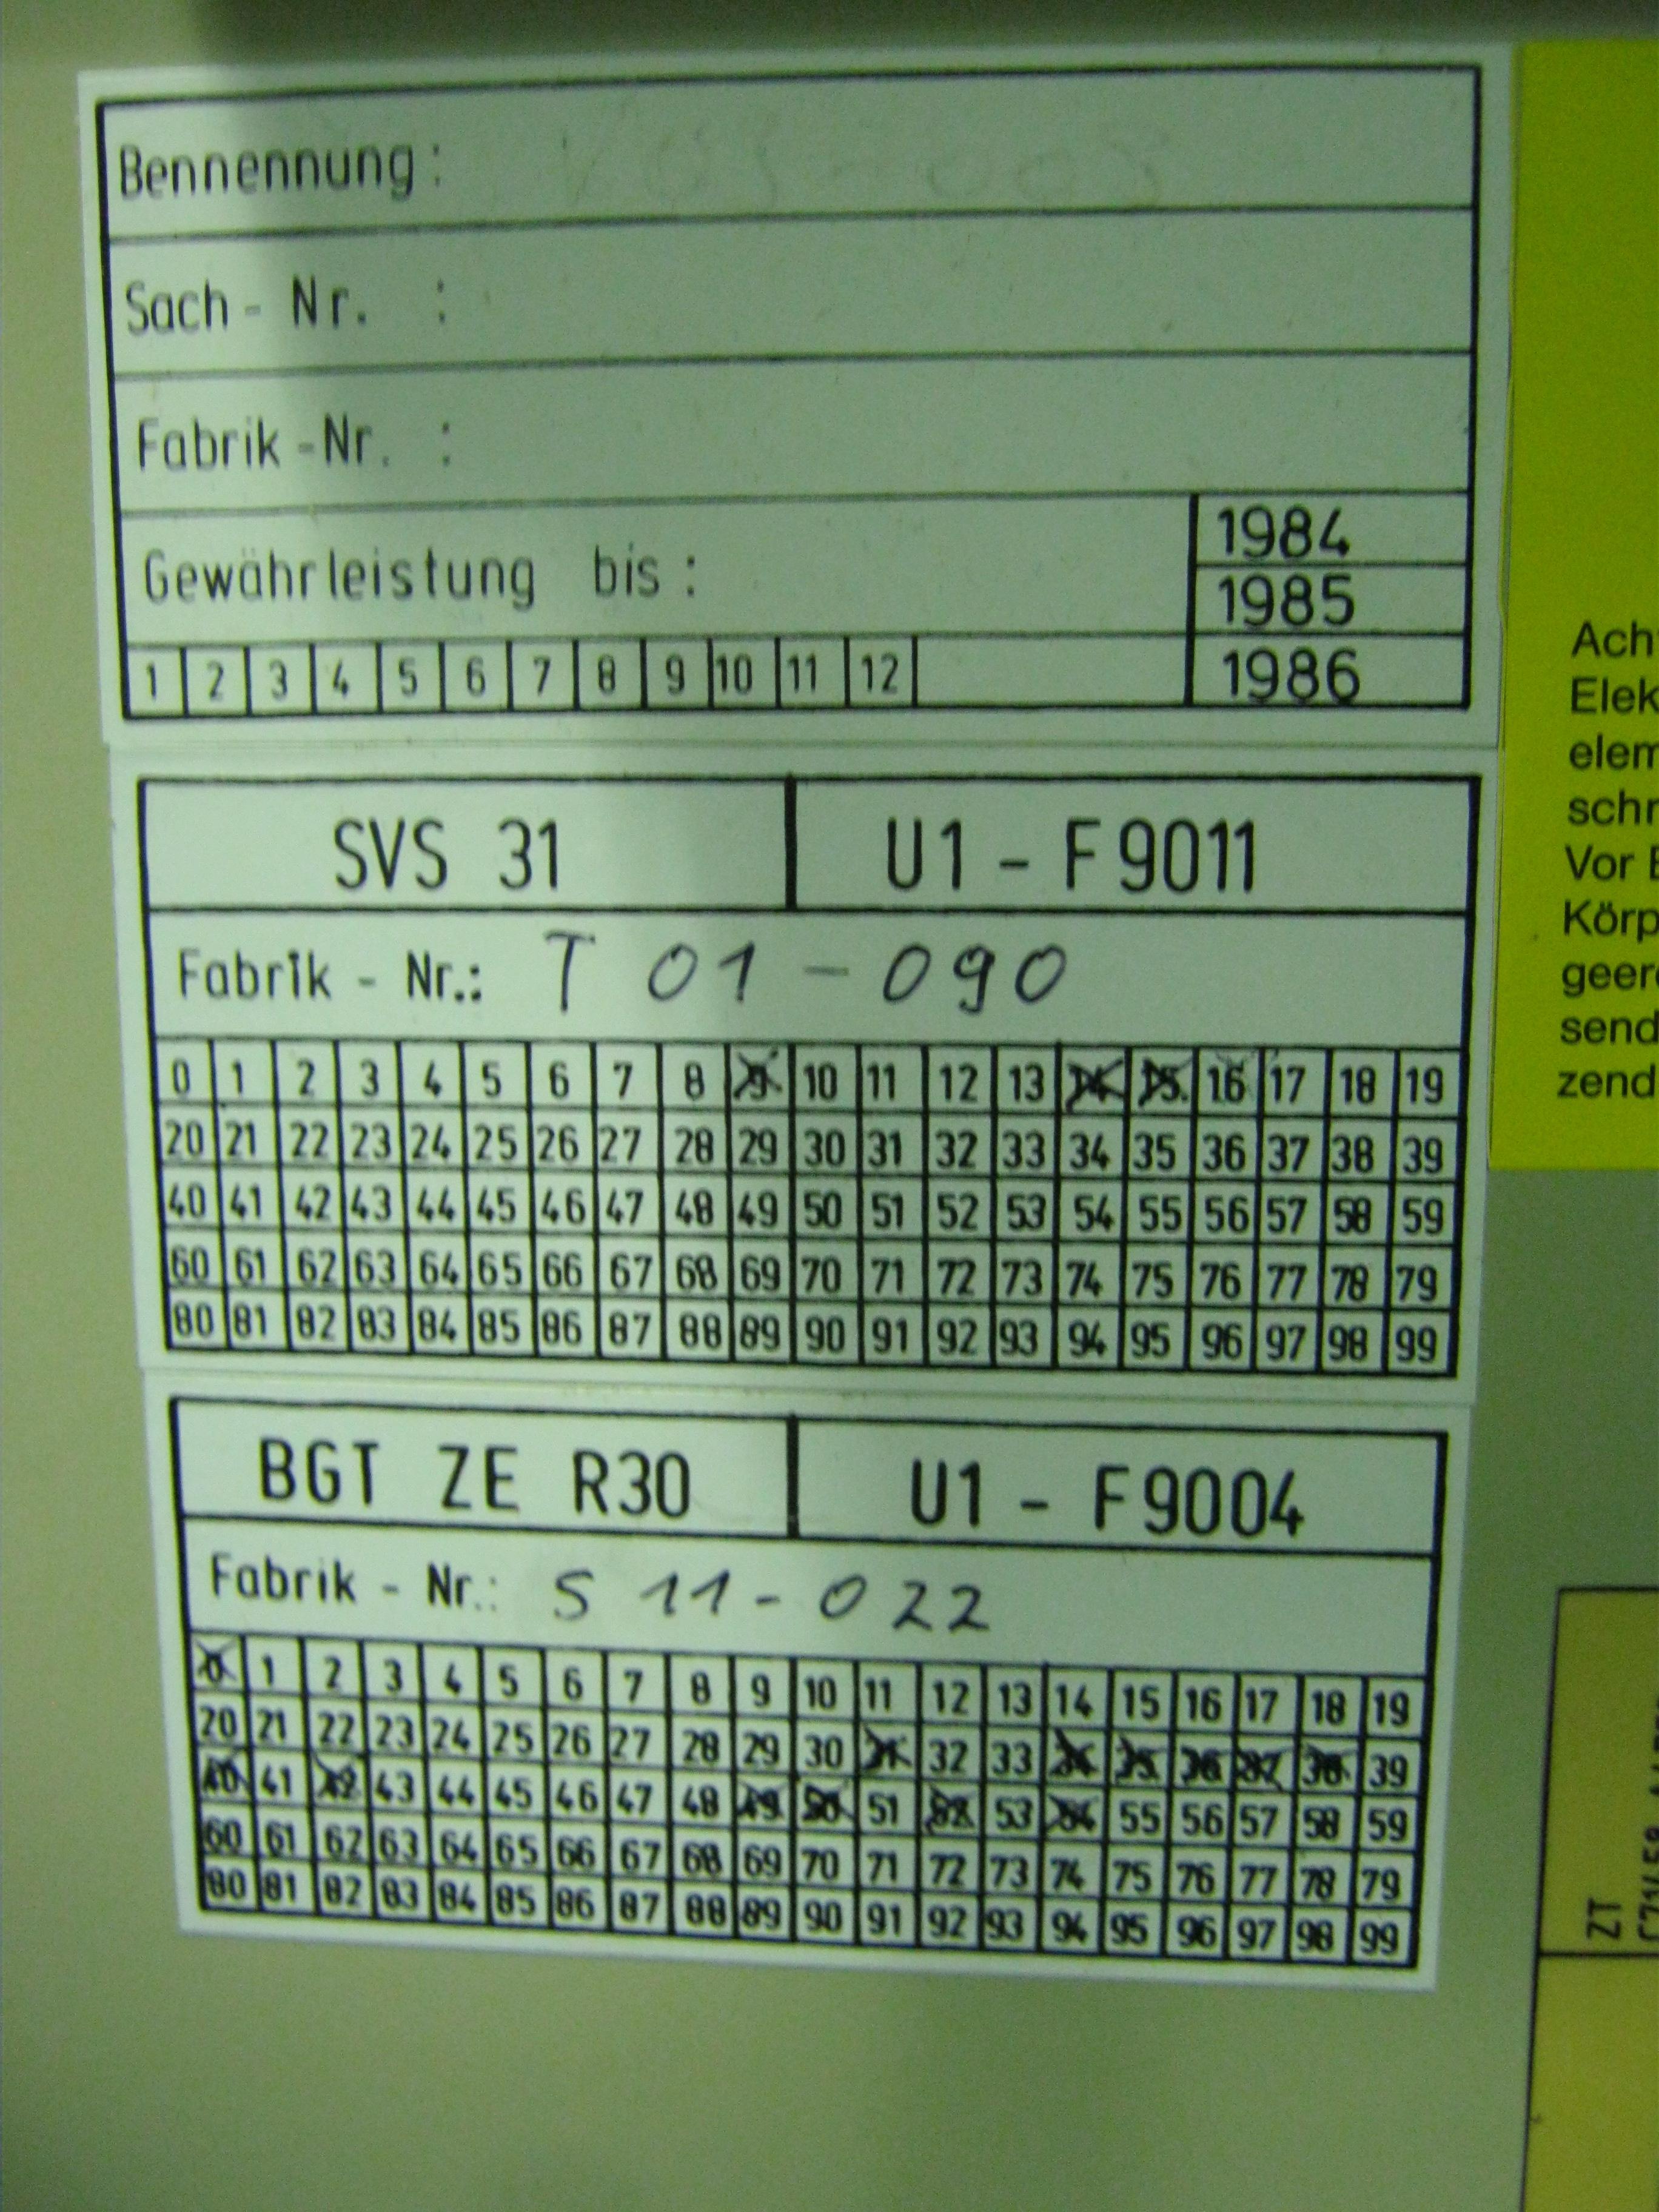 Bennennung:
Sach - Nr. :
Fabrik - Nr. :
Gewährleistung bis:
1984
1985
1 2 3 4 5 6 7 8 9 10 11 12 1986
SVS 31 U1 - F9011
Fabrik - Nr.: T 01 - 090
0 1 2 3 4 5 6 7 8 9 10 11 12 13 14 15 16 17 18 19
20 21 22 23 24 25 26 27 28 29 30 31 32 33 34 35 36 37 38 39
40 41 42 43 44 45 46 47 48 49 50 51 52 53 54 55 56 57 58 59
60 61 62 63 64 65 66 67 68 69 70 71 72 73 74 75 76 77 78 79
80 81 82 83 84 85 86 87 88 89 90 91 92 93 94 95 96 97 98 99
BGT ZE R30 U1 - F9004
Fabrik - Nr.: S 11 - 022
0 1 2 3 4 5 6 7 8 9 10 11 12 13 14 15 16 17 18 19
20 21 22 23 24 25 26 27 28 29 30 31 32 33 34 35 36 37 38 39
40 41 42 43 44 45 46 47 48 49 50 51 52 53 54 55 56 57 58 59
60 61 62 63 64 65 66 67 68 69 70 71 72 73 74 75 76 77 78 79
80 81 82 83 84 85 86 87 88 89 90 91 92 93 94 95 96 97 98 99
Ach
Elek
elem
sch
Vor
Körp
geer
send
zend
ZT